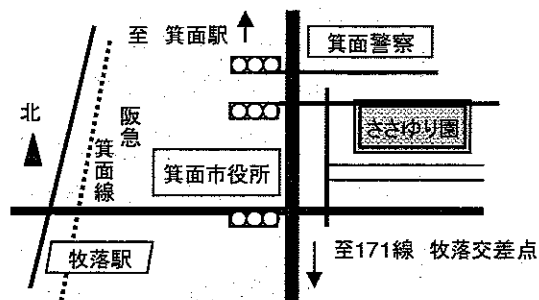 至 箕面駅
箕面警察
北
阪急
箕面線
ささゆり園
箕面市役所
牧落駅
至171線 牧落交差点